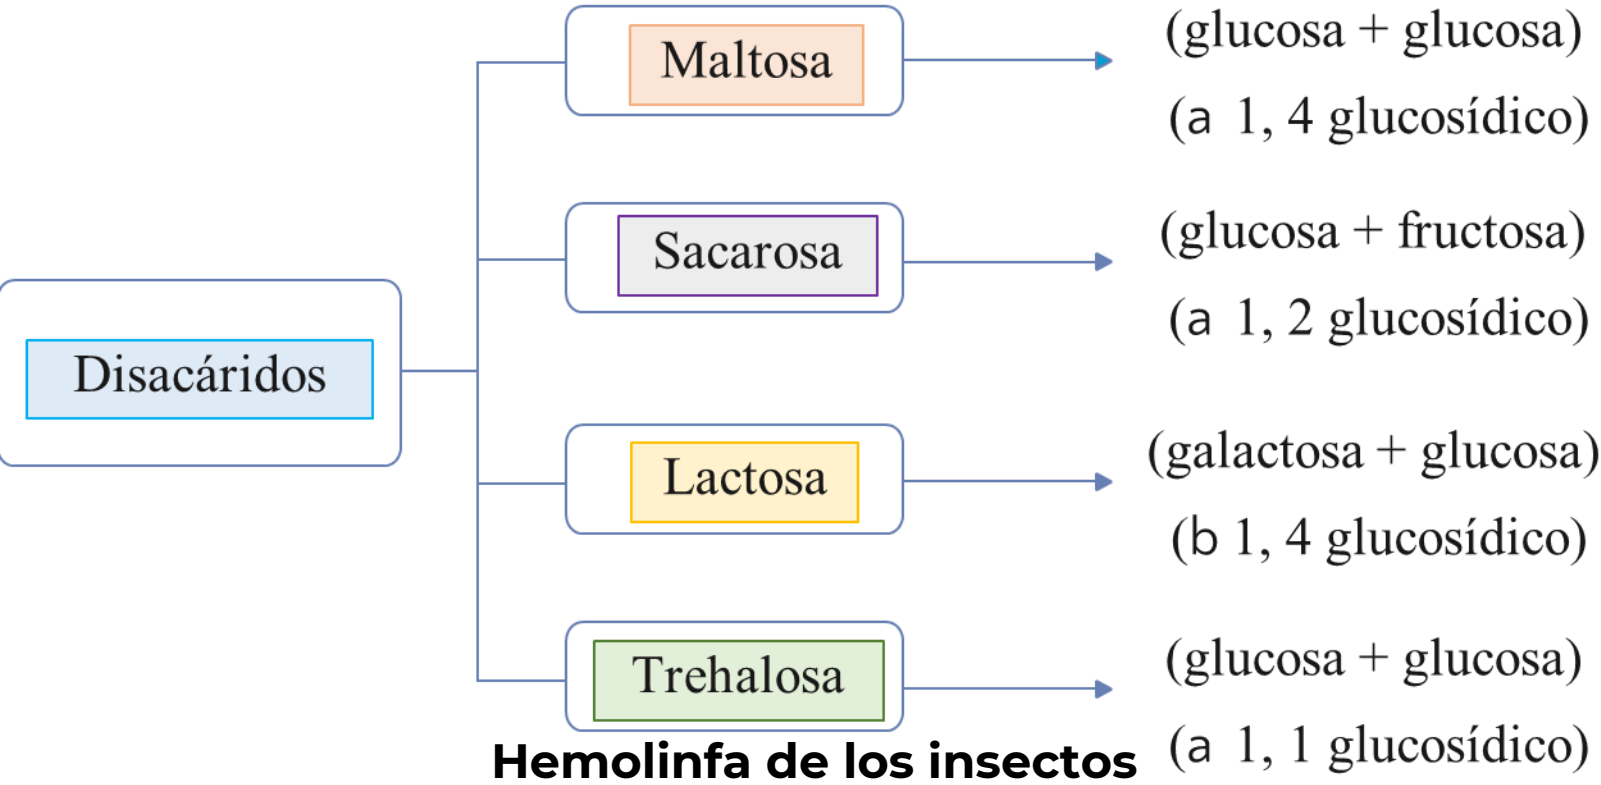 Disacáridos
Maltosa
(glucosa + glucosa)
(a 1, 4 glucosídico)
Sacarosa
(glucosa + fructosa)
(a 1, 2 glucosídico)
Lactosa
(galactosa + glucosa)
(b 1, 4 glucosídico)
Trehalosa
(glucosa + glucosa)
(a 1, 1 glucosídico)
Hemolinfa de los insectos